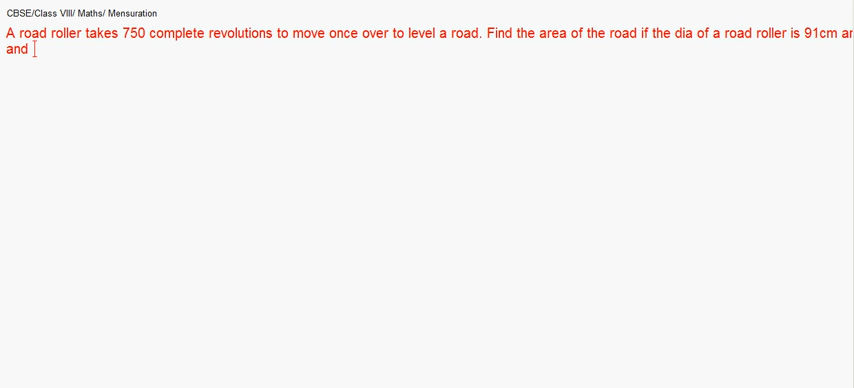 CBSE/Class VIII/ Maths/ Mensuration
A road roller takes 750 complete revolutions to move once over to level a road. Find the area of the road if the dia of a road roller is 91cm
and